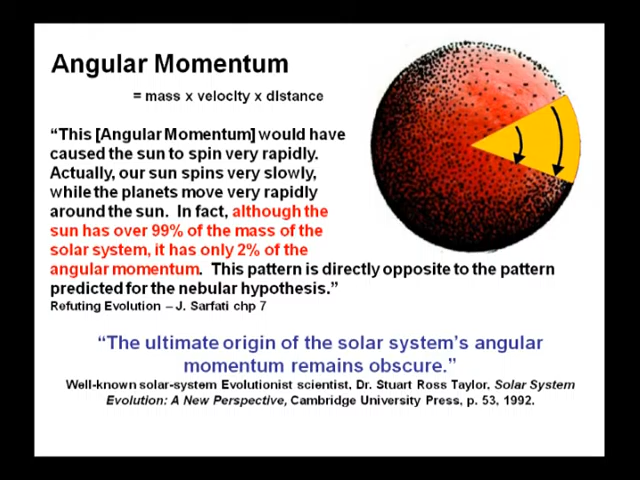 Angular Momentum
= mass x velocity x distance
“This [Angular Momentum] would have
caused the sun to spin very rapidly.
Actually, our sun spins very slowly,
while the planets move very rapidly
around the sun.  In fact, although the
sun has over 99% of the mass of the
solar system, it has only 2% of the
angular momentum.  This pattern is directly opposite to the pattern
predicted for the nebular hypothesis.”
Refuting Evolution – J. Sarfati chp 7
“The ultimate origin of the solar system’s angular
momentum remains obscure.”
Well-known solar-system Evolutionist scientist, Dr. Stuart Ross Taylor, Solar System
Evolution: A New Perspective, Cambridge University Press, p. 53, 1992.